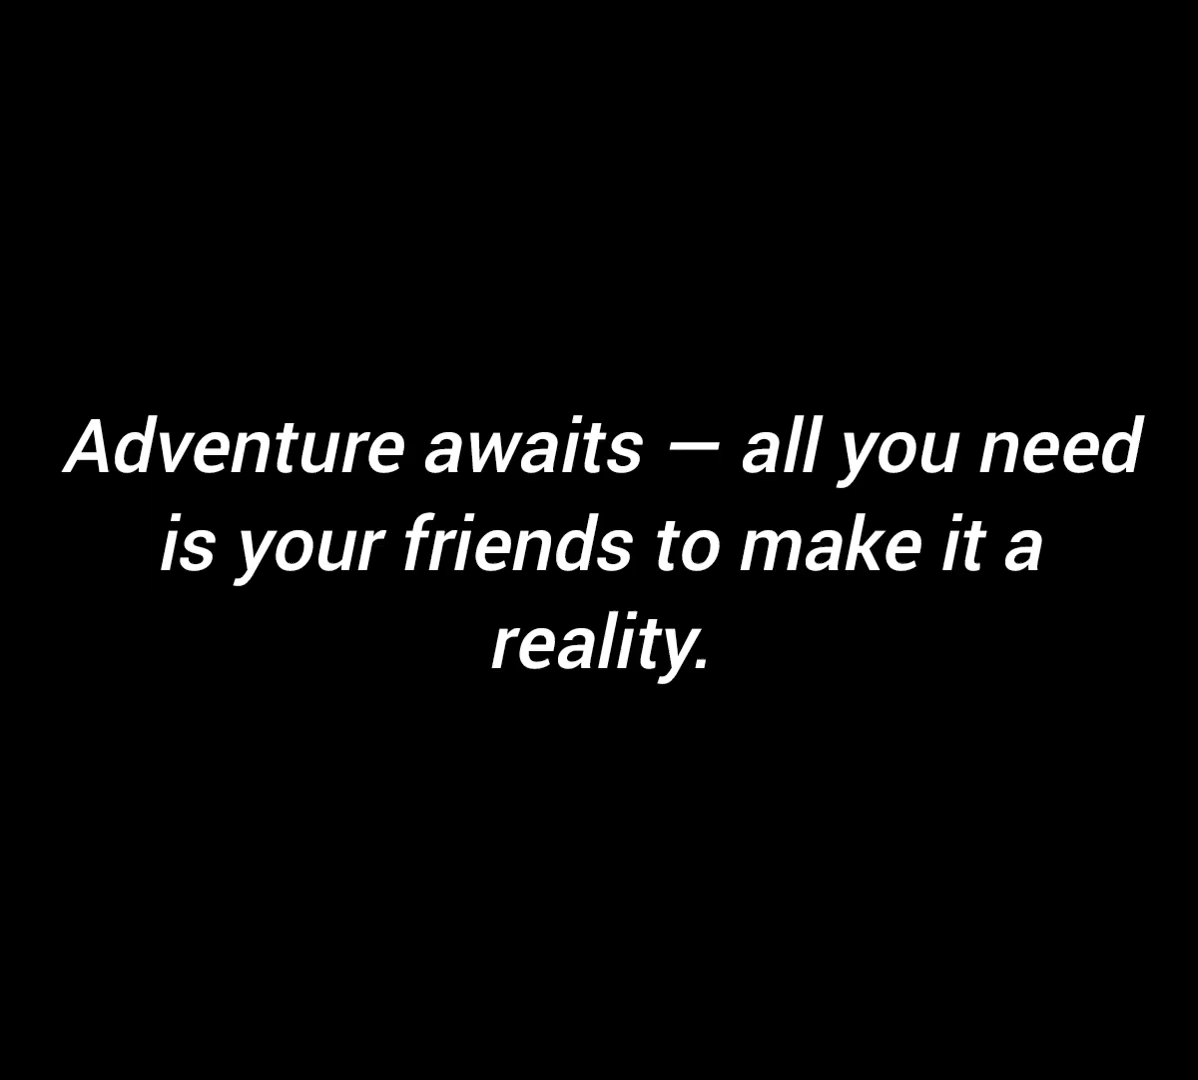 Adventure awaits — all you need
is your friends to make it a
reality.